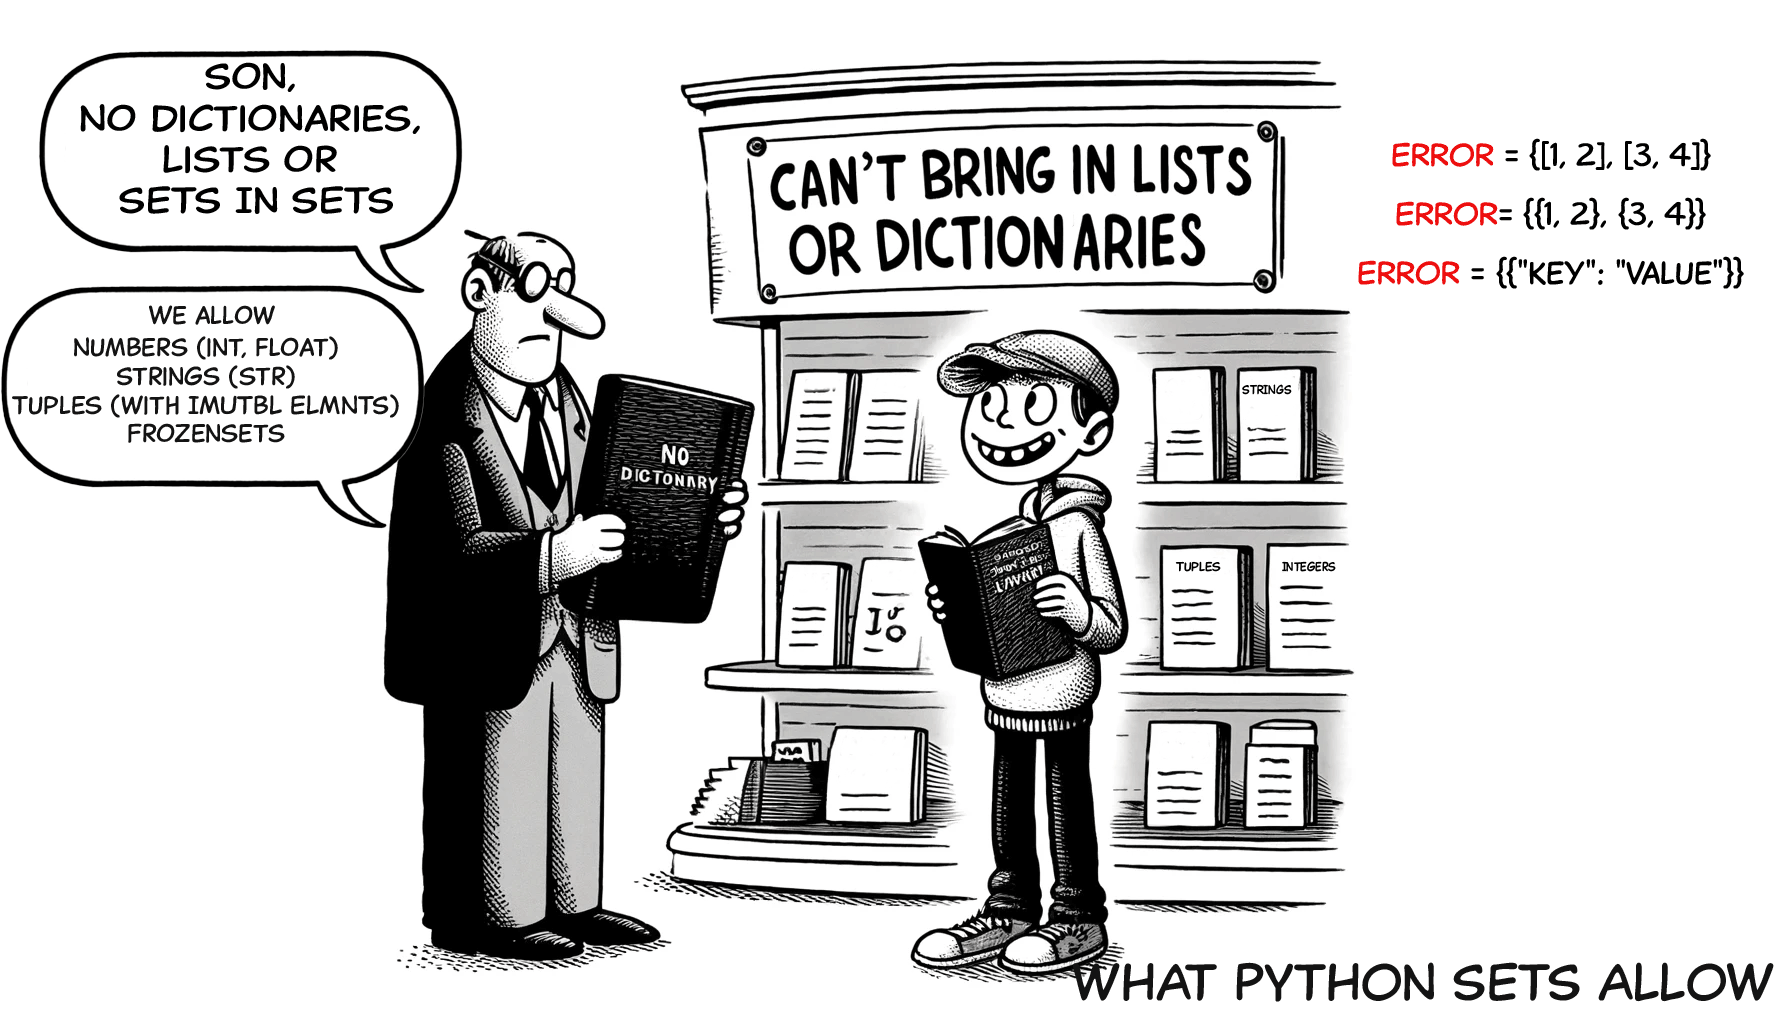 SON,
NO DICTIONARIES,
LISTS OR
SETS IN SETS
WE ALLOW
NUMBERS (INT, FLOAT)
STRINGS (STR)
TUPLES (WITH IMUTBL ELMNTS)
FROZENSETS
CAN'T BRING IN LISTS
OR DICTIONARIES
ERROR = {[1, 2], [3, 4]}
ERROR= {{1, 2}, {3, 4}}
ERROR = {{"KEY": "VALUE"}}
NO
DICTONARY
STRINGS
TUPLES
INTEGERS
WHAT PYTHON SETS ALLOW